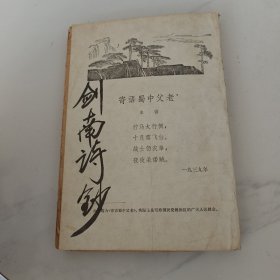 寄语蜀中父老*
朱德
伫马太行侧，
十月雪飞白。
战士仍衣单，
夜夜杀倭贼。
一九三九年
剑南诗钞